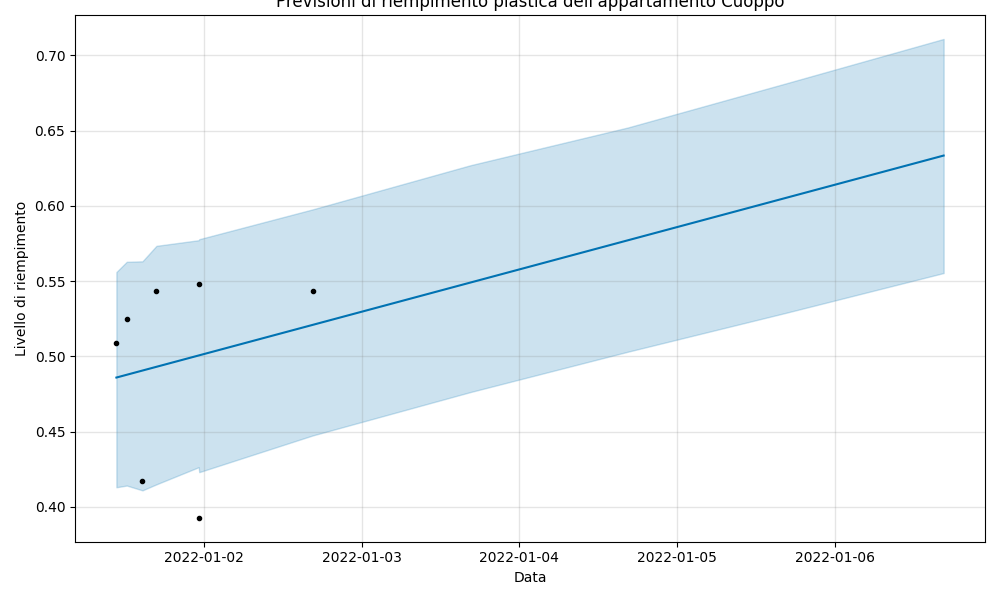 Previsioni di riempimento plastica dell'appartamento Cuoppo
0.70
0.65
0.60
0.55
0.50
0.45
0.40
Livello di riempimento
2022-01-02 2022-01-03 2022-01-04 2022-01-05 2022-01-06
Data